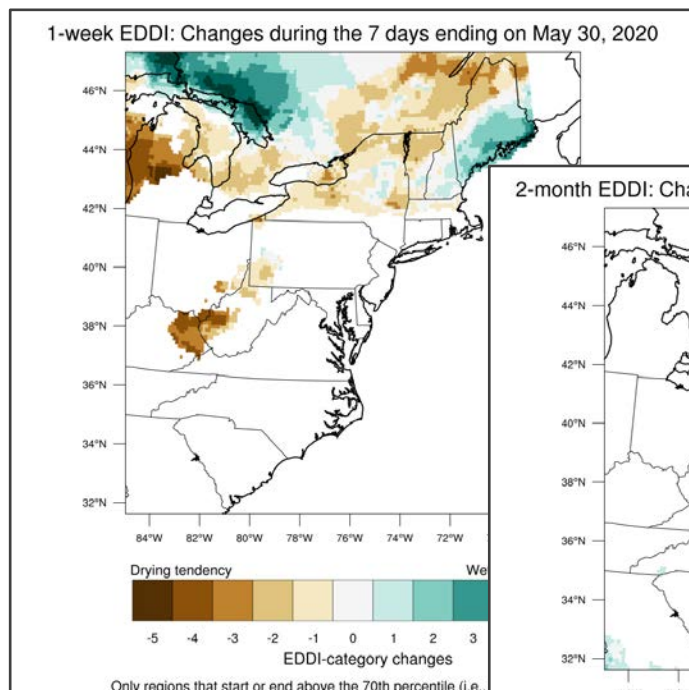 1-week EDDI: Changes during the 7 days ending on May 30, 2020
46°N
44°N
42°N
40°N
38°N
36°N
34°N
32°N
84°W 82°W 80°W 78°W 76°W 74°W 72°W 70
Drying tendency We
-5 -4 -3 -2 -1 0 1 2 3
EDDI-category changes
Only regions that start or end above the 70th percentile (i.e.,
2-month EDDI: Cha
46°N
44°N
42°N
40°N
38°N
36°N
34°N
32°N